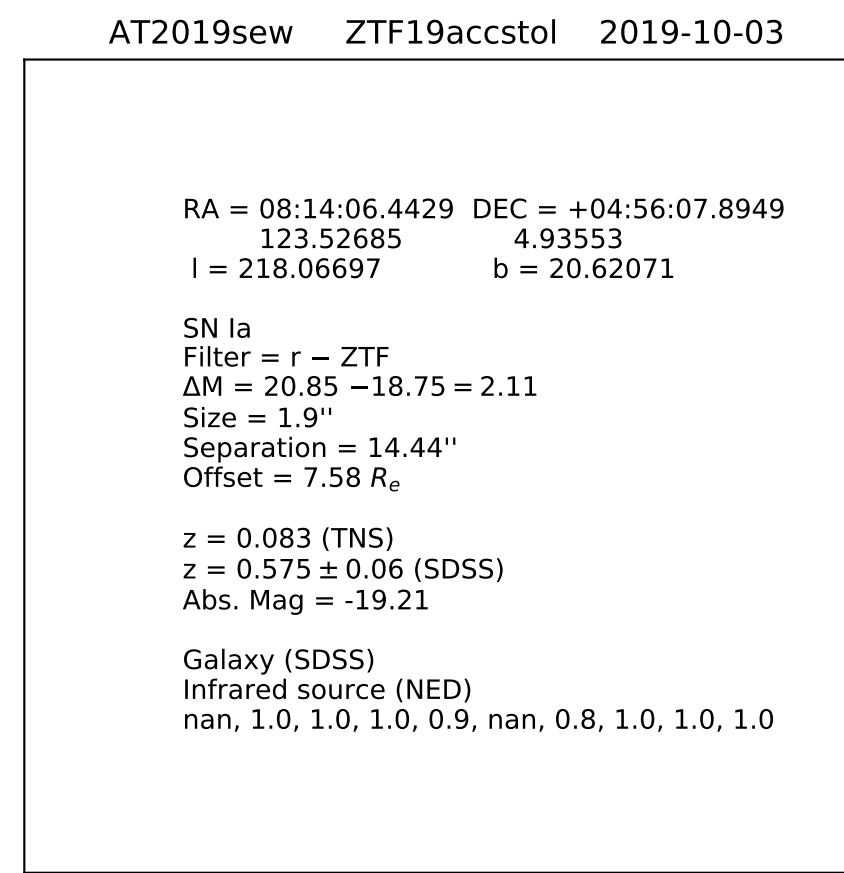 AT2019sew ZTF19accstol 2019-10-03
RA = 08:14:06.4429 DEC = +04:56:07.8949
123.52685 4.93553
l = 218.06697 b = 20.62071
SN Ia
Filter = r − ZTF
ΔM = 20.85 −18.75 = 2.11
Size = 1.9''
Separation = 14.44''
Offset = 7.58 Re
z = 0.083 (TNS)
z = 0.575 ± 0.06 (SDSS)
Abs. Mag = -19.21
Galaxy (SDSS)
Infrared source (NED)
nan, 1.0, 1.0, 1.0, 0.9, nan, 0.8, 1.0, 1.0, 1.0